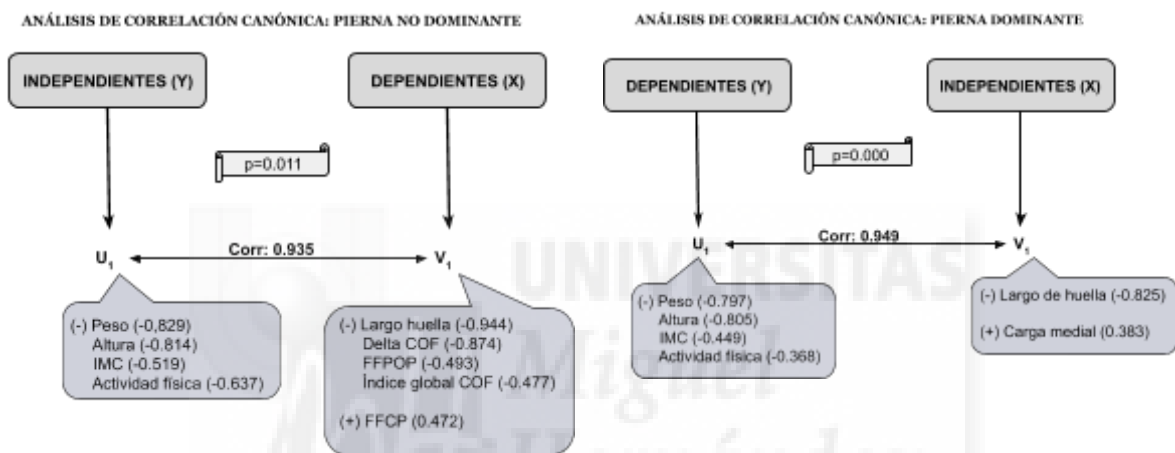 ANÁLISIS DE CORRELACIÓN CANÓNICA: PIERNA NO DOMINANTE
INDEPENDIENTES (Y)
DEPENDIENTES (X)
p=0.011
U1
Corr: 0.935
V1
(-) Peso (-0,829)
Altura (-0.814)
IMC (-0.519)
Actividad física (-0.637)
(-) Largo huella (-0.944)
Delta COF (-0.874)
FFPOP (-0.493)
Índice global COF (-0.477)
(+) FFCP (0.472)
ANÁLISIS DE CORRELACIÓN CANÓNICA: PIERNA DOMINANTE
DEPENDIENTES (Y)
INDEPENDIENTES (X)
p=0.000
U1
Corr: 0.949
V1
(-) Peso (-0.797)
Altura (-0.805)
IMC (-0.449)
Actividad física (-0.368)
(-) Largo de huella (-0.825)
(+) Carga medial (0.383)
UNIVERSITAS
Miguel